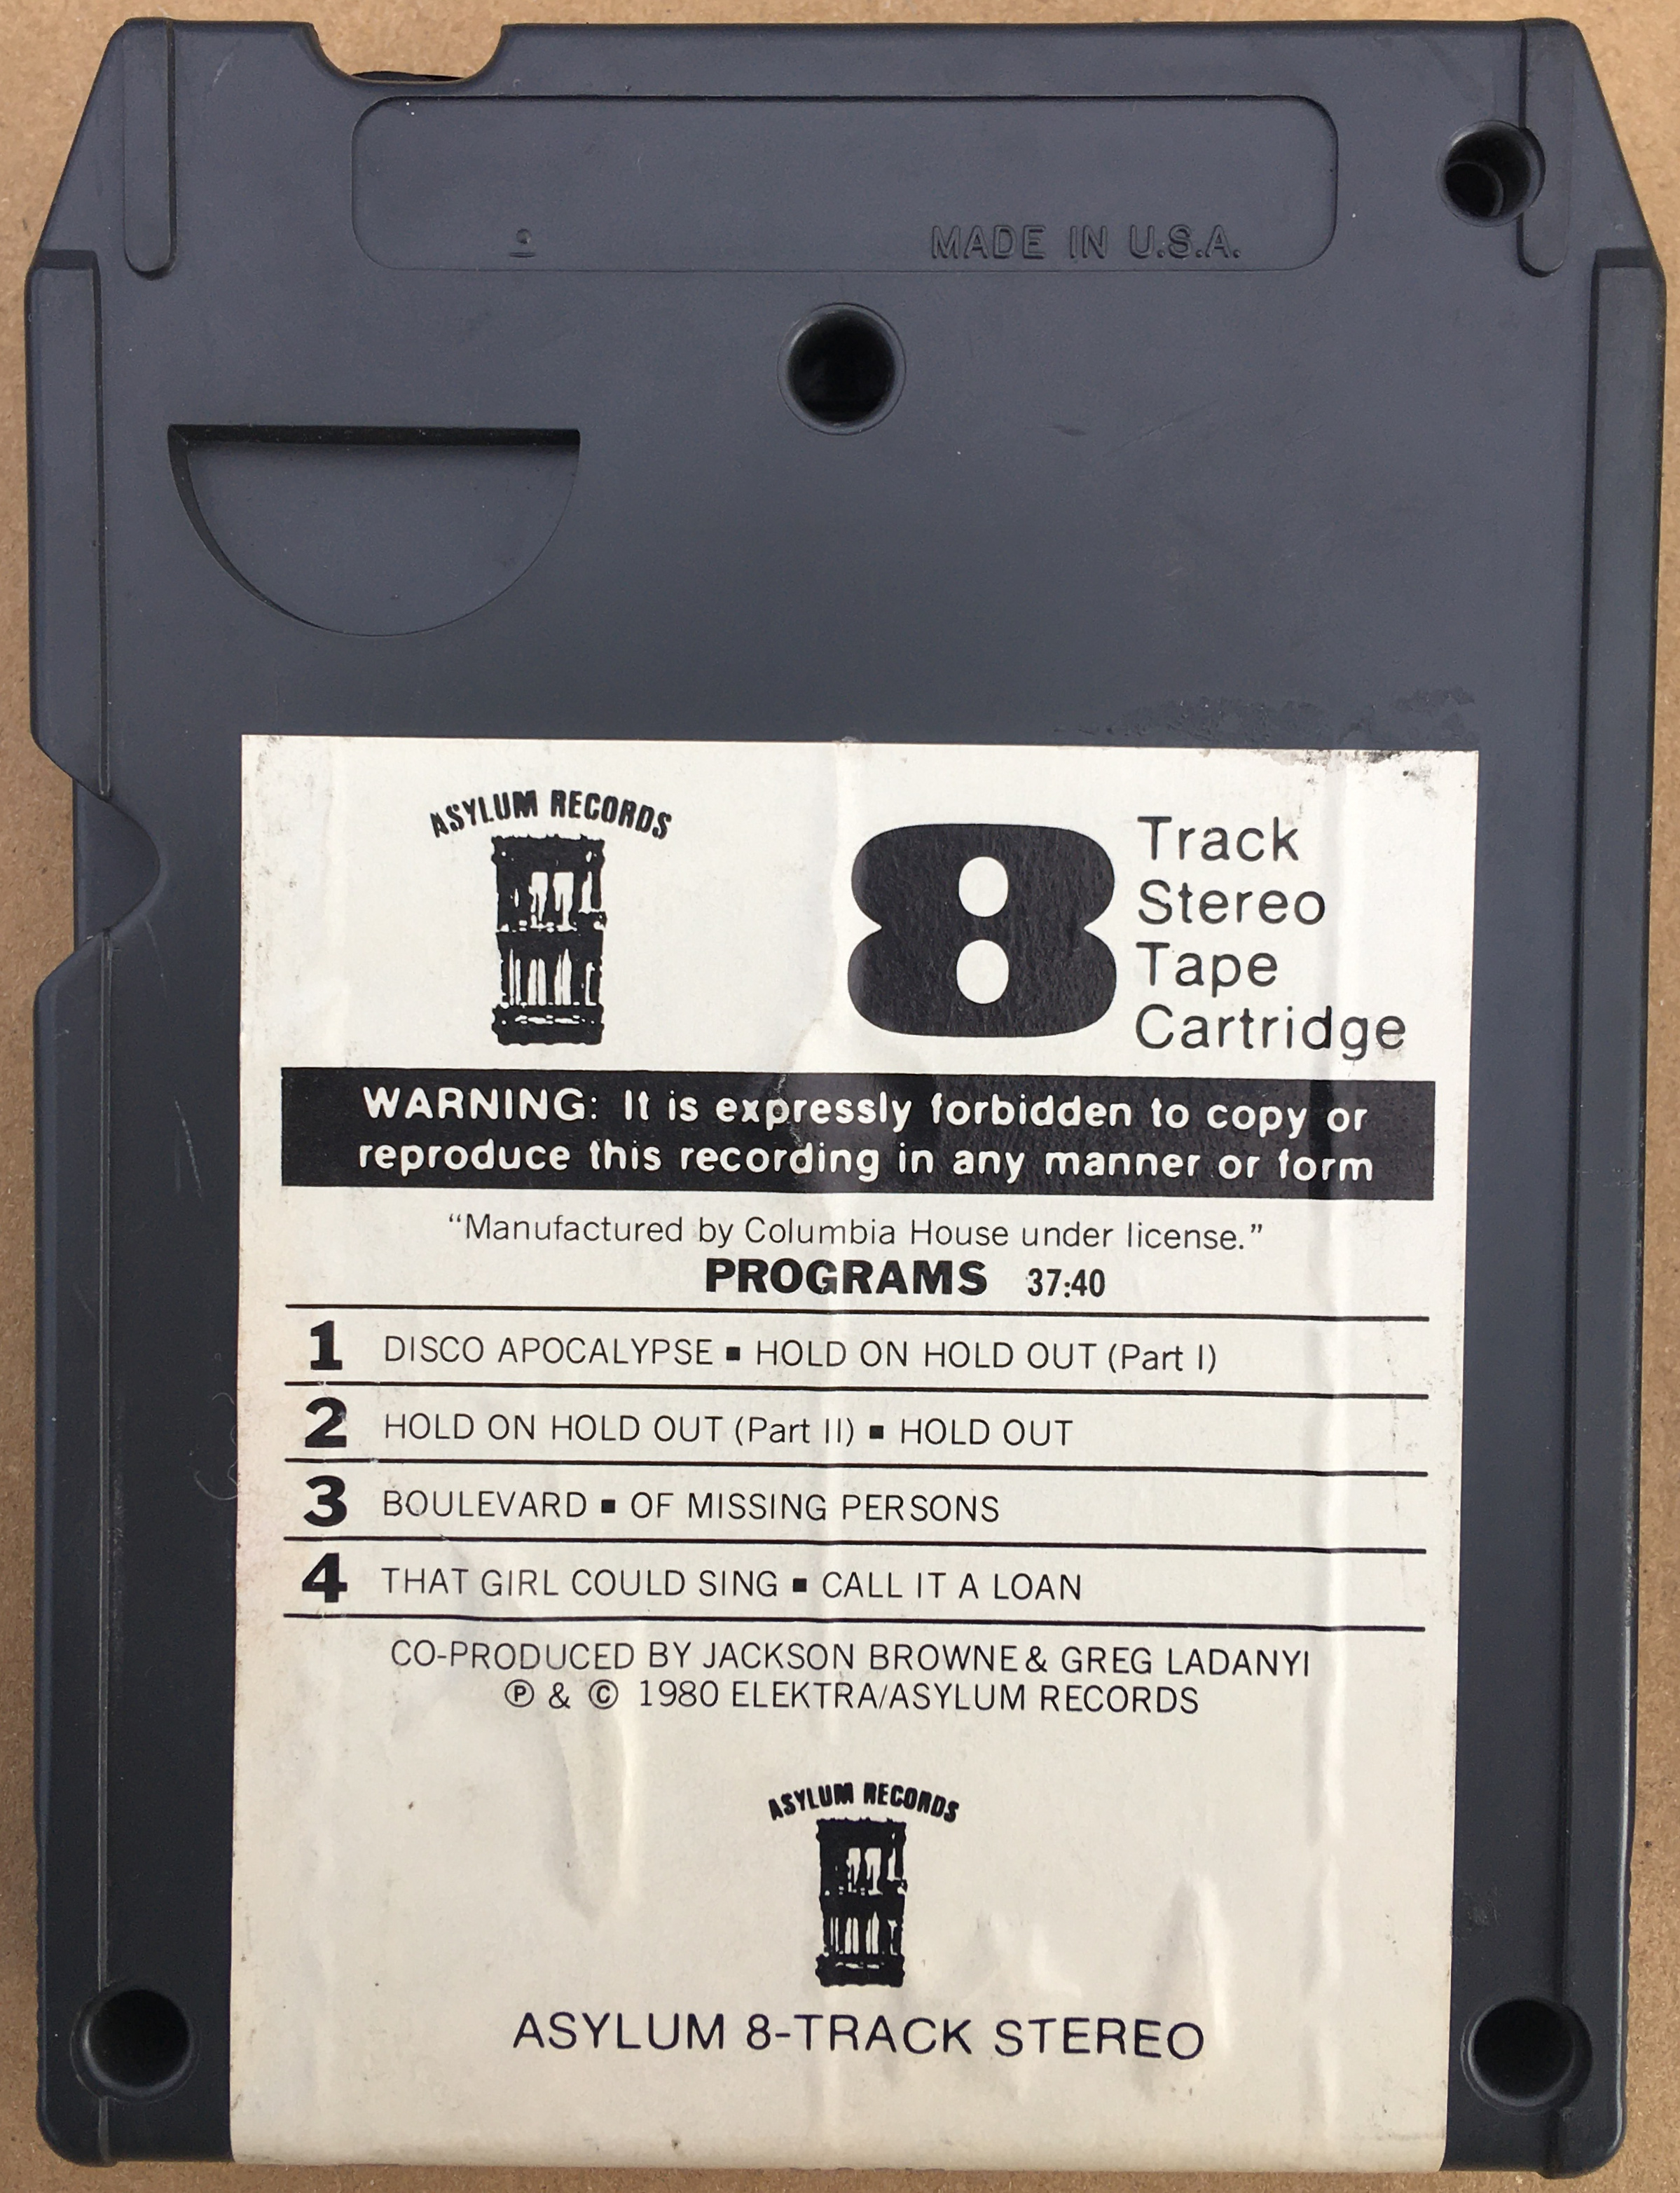 MADE IN U.S.A.
ASYLUM RECORDS
8
Track
Stereo
Tape
Cartridge
WARNING: It is expressly forbidden to copy or
reproduce this recording in any manner or form
“Manufactured by Columbia House under license.”
PROGRAMS 37:40
1 DISCO APOCALYPSE ▪ HOLD ON HOLD OUT (Part I)
2 HOLD ON HOLD OUT (Part II) ▪ HOLD OUT
3 BOULEVARD ▪ OF MISSING PERSONS
4 THAT GIRL COULD SING ▪ CALL IT A LOAN
CO-PRODUCED BY JACKSON BROWNE & GREG LADANYI
Ⓟ & © 1980 ELEKTRA/ASYLUM RECORDS
ASYLUM RECORDS
ASYLUM 8-TRACK STEREO